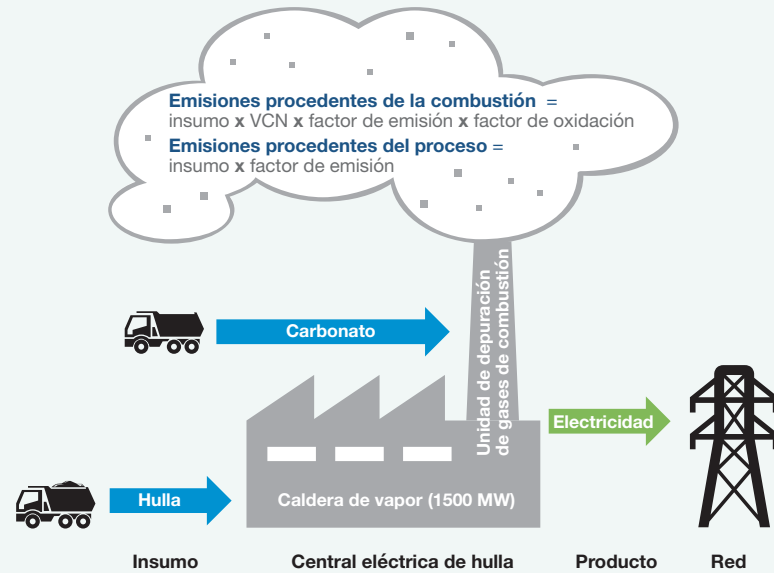 Emisiones procedentes de la combustión =
insumo x VCN x factor de emisión x factor de oxidación
Emisiones procedentes del proceso =
insumo x factor de emisión
Carbonato
Unidad de depuración
de gases de combustión
Electricidad
Hulla
Caldera de vapor (1500 MW)
Insumo
Central eléctrica de hulla
Producto
Red